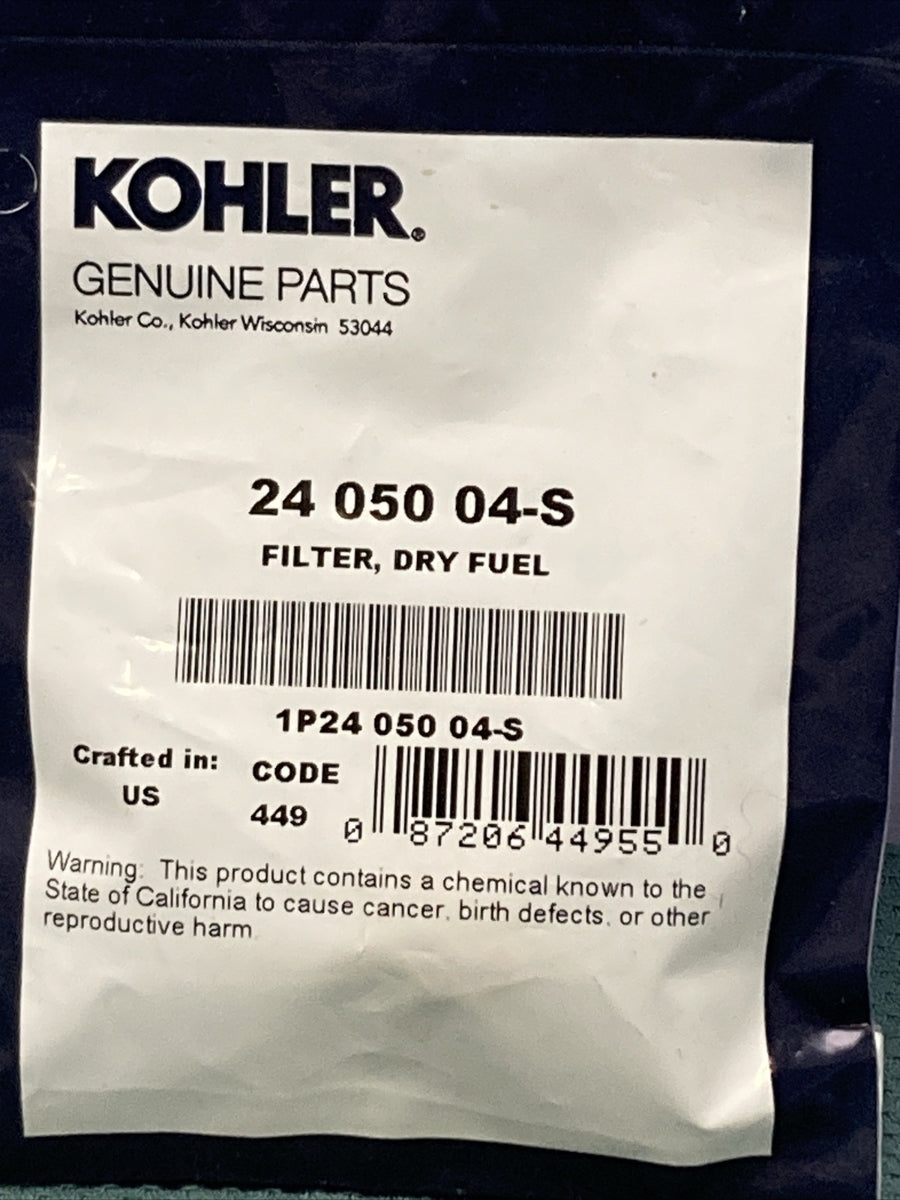 KOHLER®
GENUINE PARTS
Kohler Co., Kohler Wisconsin 53044
24 050 04-S
FILTER, DRY FUEL
1P24 050 04-S
Crafted in:
US
CODE
449
0 87206 44955 0
Warning: This product contains a chemical known to the
State of California to cause cancer, birth defects, or other
reproductive harm